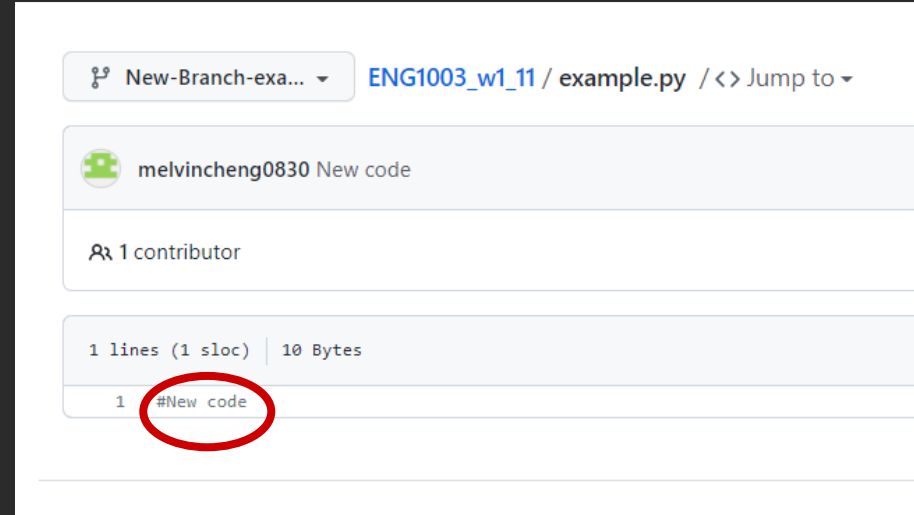 New-Branch-exa... ENG1003_w1_11 / example.py / <> Jump to
melvincheng0830 New code
1 contributor
1 lines (1 sloc) 10 Bytes
1 #New code